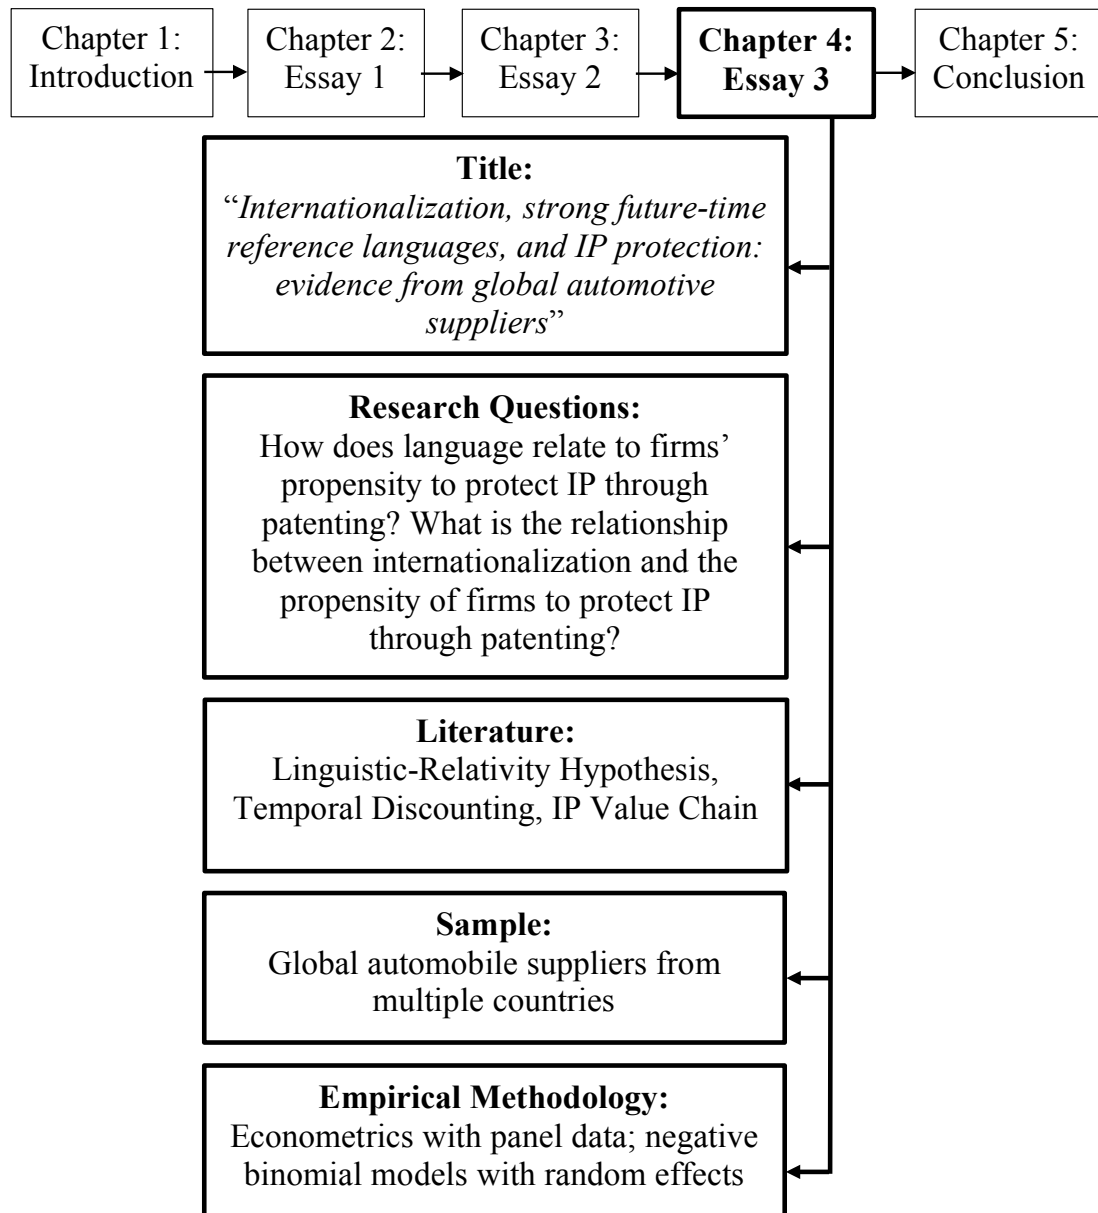 Chapter 1:
Introduction
Chapter 2:
Essay 1
Chapter 3:
Essay 2
Chapter 4:
Essay 3
Chapter 5:
Conclusion
Title:
“Internationalization, strong future-time
reference languages, and IP protection:
evidence from global automotive
suppliers”
Research Questions:
How does language relate to firms’
propensity to protect IP through
patenting? What is the relationship
between internationalization and the
propensity of firms to protect IP
through patenting?
Literature:
Linguistic-Relativity Hypothesis,
Temporal Discounting, IP Value Chain
Sample:
Global automobile suppliers from
multiple countries
Empirical Methodology:
Econometrics with panel data; negative
binomial models with random effects